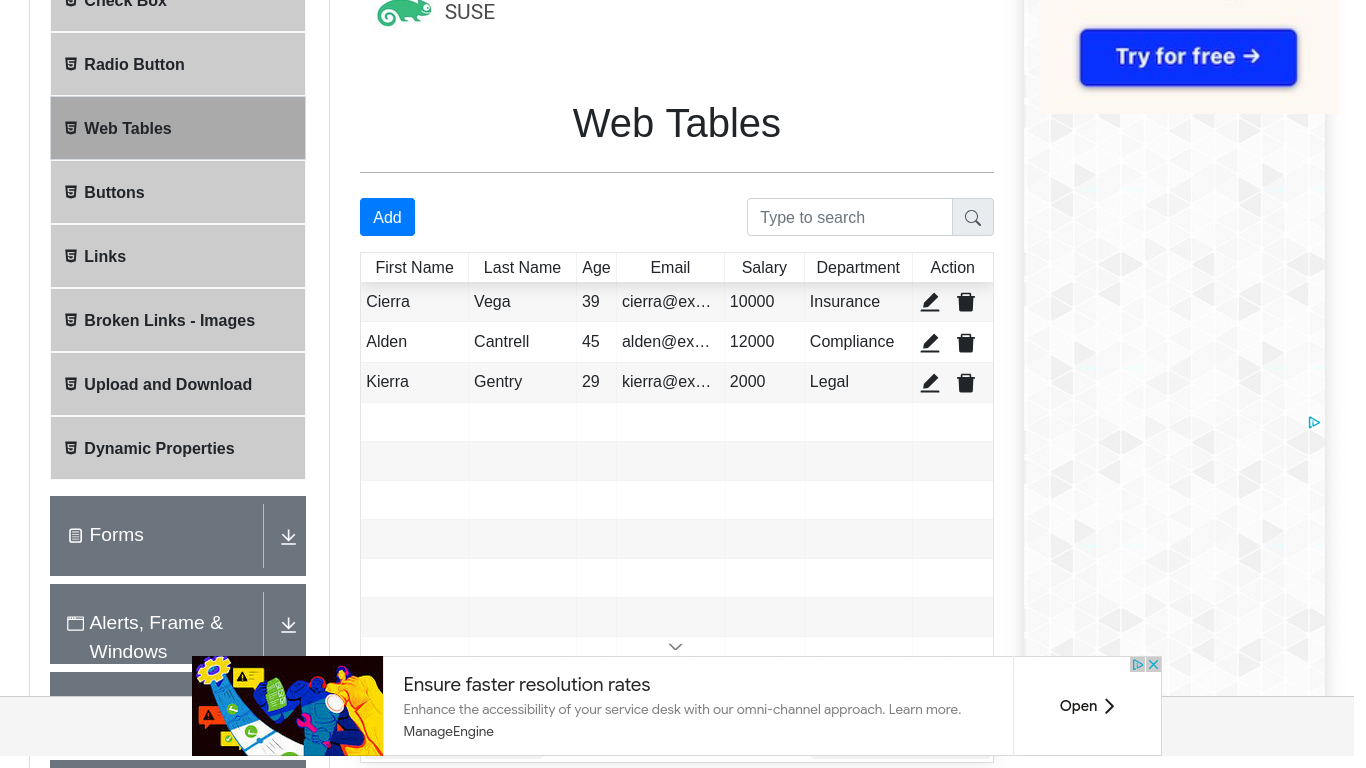 Check Box
SUSE
Try for free →
Radio Button
Web Tables
Web Tables
Buttons
Add
Type to search
Links
First Name Last Name Age Email Salary Department Action
Cierra Vega 39 cierra@ex… 10000 Insurance
Broken Links - Images
Alden Cantrell 45 alden@ex… 12000 Compliance
Upload and Download
Kierra Gentry 29 kierra@ex… 2000 Legal
Dynamic Properties
Forms
Alerts, Frame &
Windows
Ensure faster resolution rates
Enhance the accessibility of your service desk with our omni-channel approach. Learn more.
ManageEngine
Open